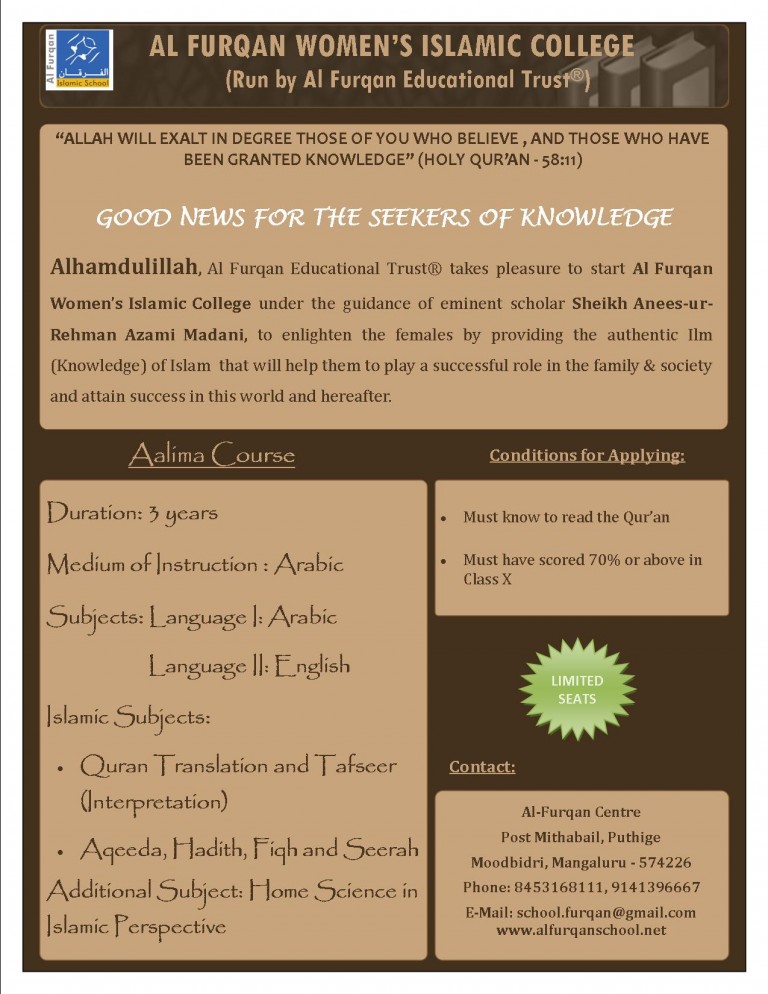 Al Furqan
الفرقان
Islamic School
AL FURQAN WOMEN'S ISLAMIC COLLEGE
(Run by Al Furqan Educational Trust®)
“ALLAH WILL EXALT IN DEGREE THOSE OF YOU WHO BELIEVE , AND THOSE WHO HAVE
BEEN GRANTED KNOWLEDGE” (HOLY QUR’AN - 58:11)
GOOD NEWS FOR THE SEEKERS OF KNOWLEDGE
Alhamdulillah, Al Furqan Educational Trust® takes pleasure to start Al Furqan
Women’s Islamic College under the guidance of eminent scholar Sheikh Anees-ur-
Rehman Azami Madani, to enlighten the females by providing the authentic Ilm
(Knowledge) of Islam that will help them to play a successful role in the family & society
and attain success in this world and hereafter.
Aalima Course
Duration: 3 years
Medium of Instruction : Arabic
Subjects: Language I: Arabic
Language II: English
Islamic Subjects:
• Quran Translation and Tafseer
(Interpretation)
• Aqeeda, Hadith, Fiqh and Seerah
Additional Subject: Home Science in
Islamic Perspective
Conditions for Applying:
• Must know to read the Qur’an
• Must have scored 70% or above in
Class X
LIMITED
SEATS
Contact:
Al-Furqan Centre
Post Mithabail, Puthige
Moodbidri, Mangaluru - 574226
Phone: 8453168111, 9141396667
E-Mail: school.furqan@gmail.com
www.alfurqanschool.net